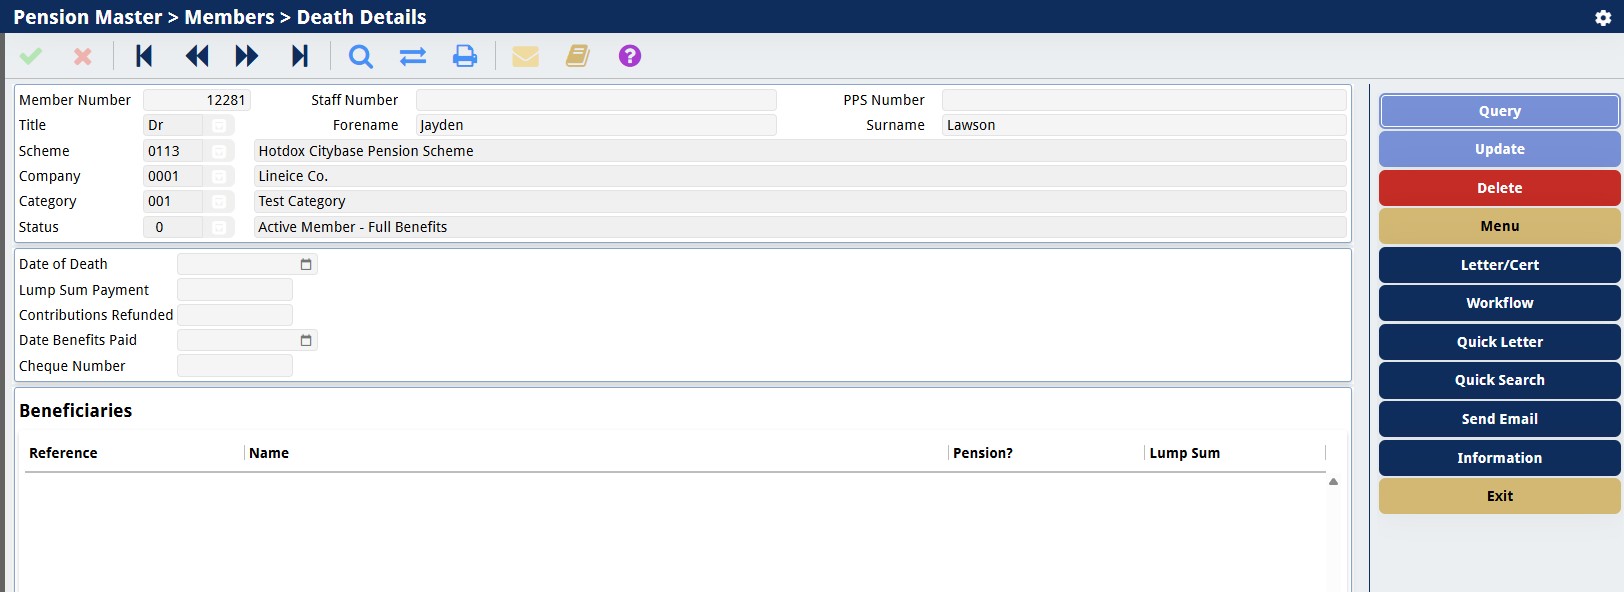 Pension Master > Members > Death Details
Member Number 12281 Staff Number PPS Number
Title Dr Forename Jayden Surname Lawson
Scheme 0113 Hotdox Citybase Pension Scheme
Company 0001 Lineice Co.
Category 001 Test Category
Status 0 Active Member - Full Benefits
Date of Death
Lump Sum Payment
Contributions Refunded
Date Benefits Paid
Cheque Number
Beneficiaries
Reference Name Pension? Lump Sum
Query
Update
Delete
Menu
Letter/Cert
Workflow
Quick Letter
Quick Search
Send Email
Information
Exit